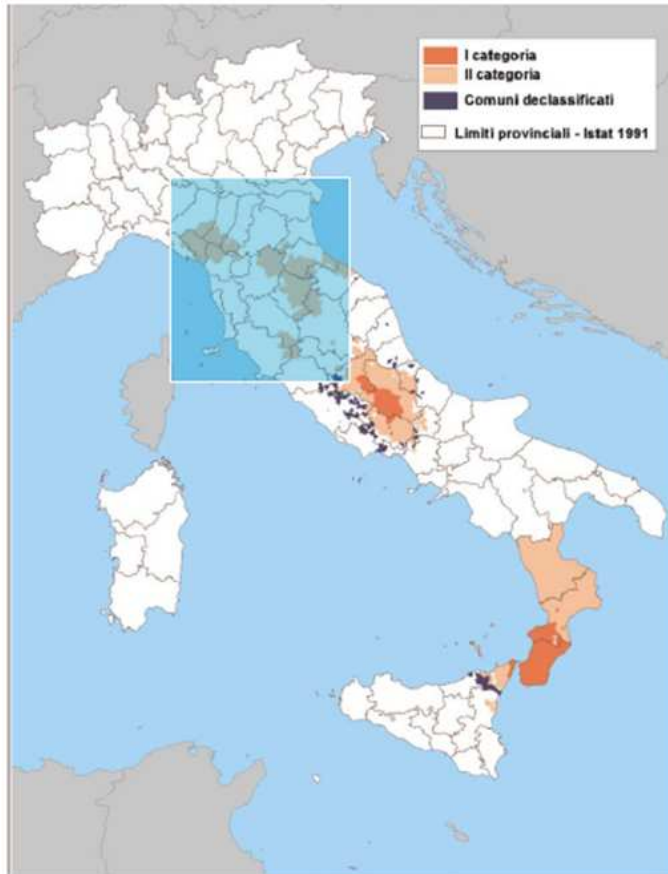 I categoria
II categoria
Comuni declassificati
Limiti provinciali - Istat 1991